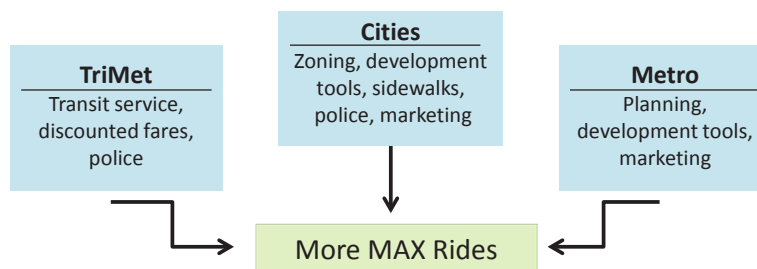 Cities
Zoning, development
tools, sidewalks,
police, marketing
TriMet
Transit service,
discounted fares,
police
Metro
Planning,
development tools,
marketing
More MAX Rides